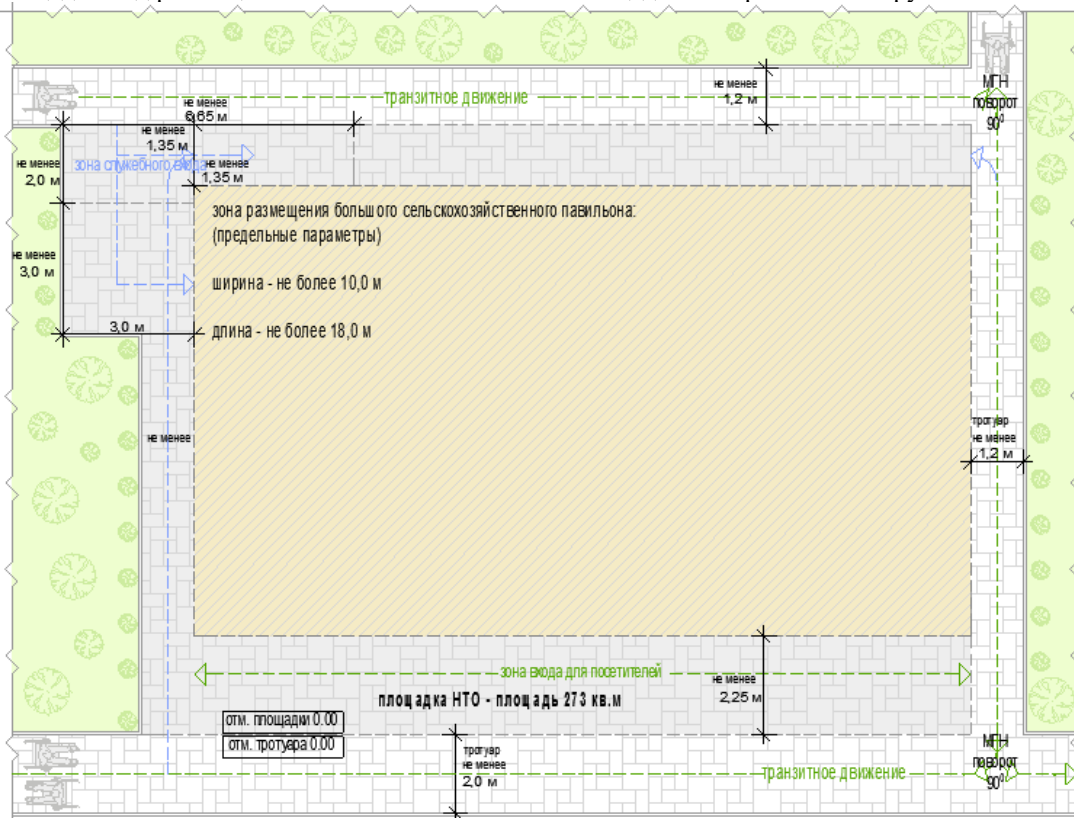 МГН
поворот
90⁰
не менее
1,2 м
транзитное движение
не менее
6,65 м
не менее
1,35 м
зона служебного входа
не менее
1,35 м
не менее
2,0 м
не менее
3,0 м
3,0 м
зона размещения большого сельскохозяйственного павильона:
(предельные параметры)
ширина - не более 10,0 м
длина - не более 18,0 м
не менее
тротуар
не менее
1,2 м
зона входа для посетителей
не менее
2,25 м
площадка НТО - площадь 273 кв.м
отм. площадки 0.00
отм. тротуара 0.00
тротуар
не менее
2,0 м
транзитное движение
МГН
поворот
90⁰